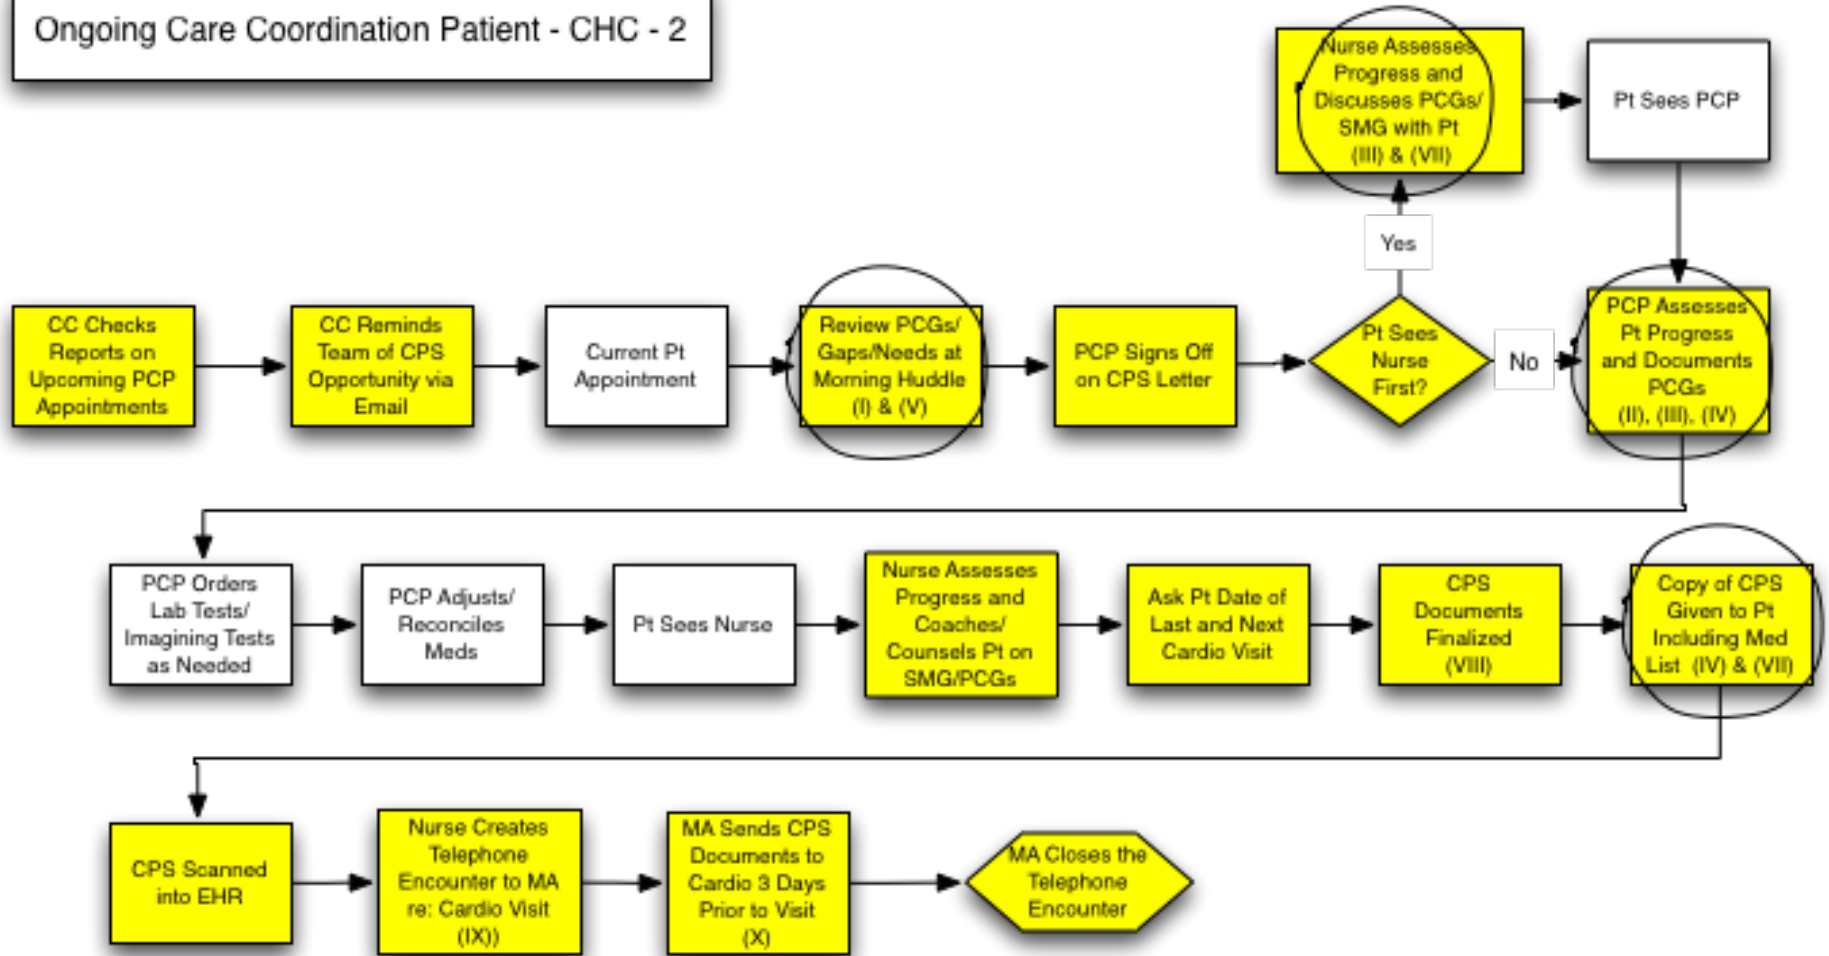 Ongoing Care Coordination Patient - CHC - 2
Nurse Assesses
Progress and
Discusses PCGs/
SMG with Pt
(III) & (VII)
Pt Sees PCP
Yes
CC Checks
Reports on
Upcoming PCP
Appointments
CC Reminds
Team of CPS
Opportunity via
Email
Current Pt
Appointment
Review PCGs/
Gaps/Needs at
Morning Huddle
(I) & (V)
PCP Signs Off
on CPS Letter
Pt Sees
Nurse
First?
No
PCP Assesses
Pt Progress
and Documents
PCGs
(II), (III), (IV)
PCP Orders
Lab Tests/
Imagining Tests
as Needed
PCP Adjusts/
Reconciles
Meds
Pt Sees Nurse
Nurse Assesses
Progress and
Coaches/
Counsels Pt on
SMG/PCGs
Ask Pt Date of
Last and Next
Cardio Visit
CPS
Documents
Finalized
(VIII)
Copy of CPS
Given to Pt
Including Med
List (IV) & (VII)
CPS Scanned
into EHR
Nurse Creates
Telephone
Encounter to MA
re: Cardio Visit
(IX))
MA Sends CPS
Documents to
Cardio 3 Days
Prior to Visit
(X)
MA Closes the
Telephone
Encounter